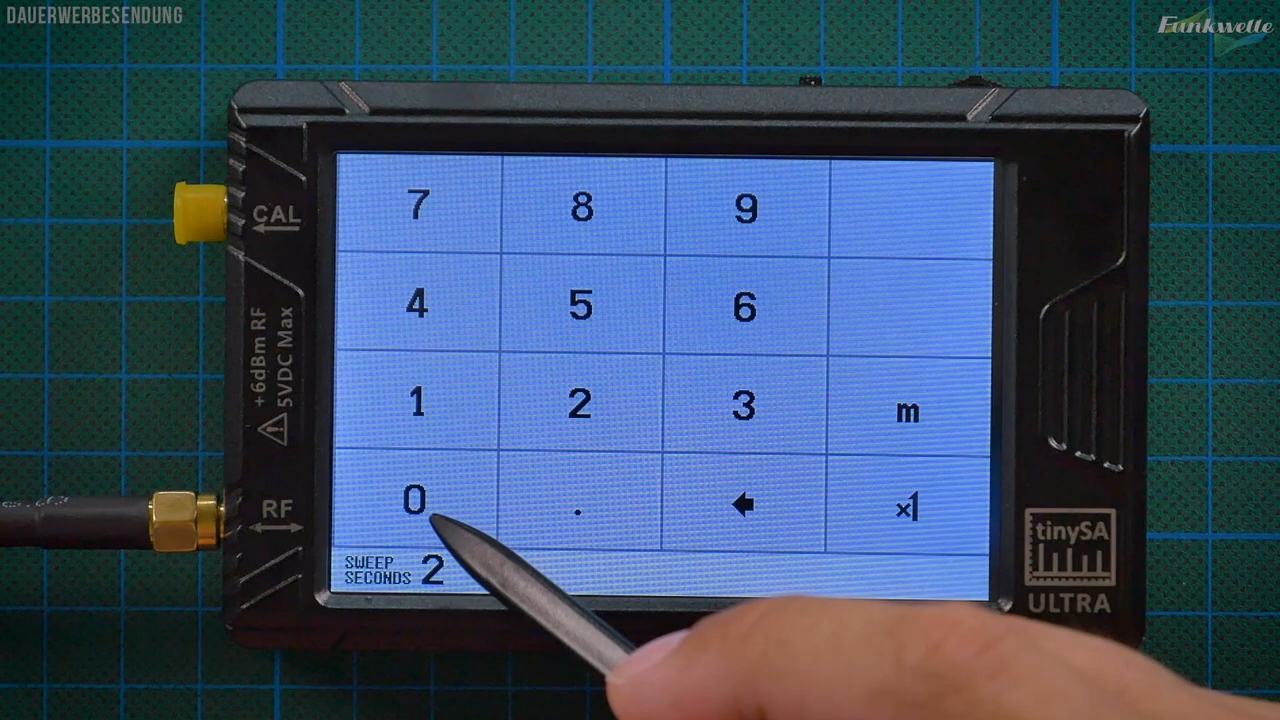 DAUERWERBESENDUNG
Funkwelle
CAL
+6dBm RF
5VDC Max
RF
7 8 9
4 5 6
1 2 3 m
0 . ×1
SWEEP
SECONDS 2
tinySA
ULTRA